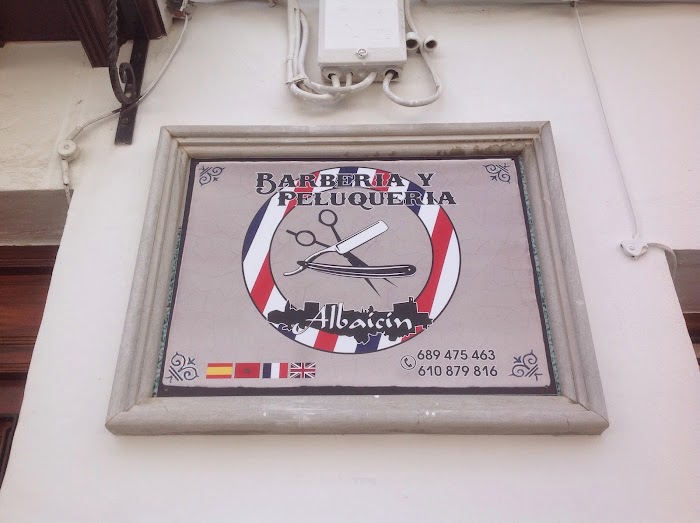 BARBERIA Y
PELUQUERIA
Albaicin
689 475 463
610 879 816